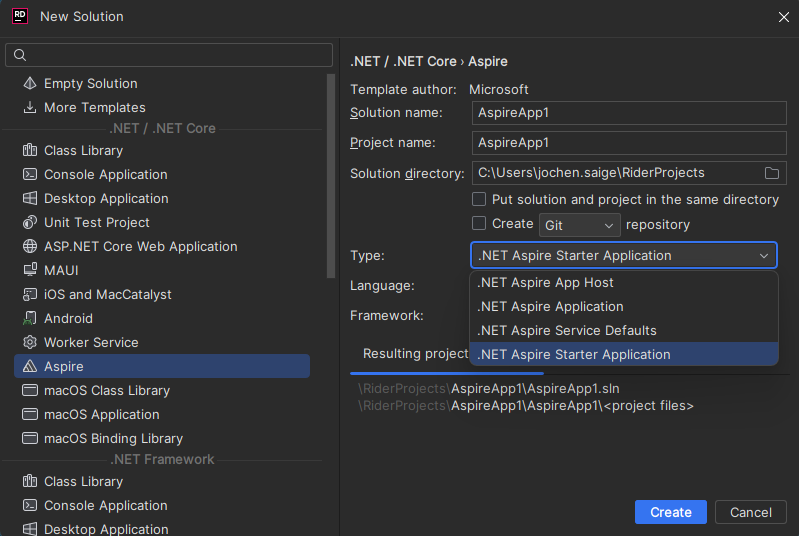 RD
New Solution
Empty Solution
More Templates
.NET / .NET Core
Class Library
Console Application
Desktop Application
Unit Test Project
ASP.NET Core Web Application
MAUI
iOS and MacCatalyst
Android
Worker Service
Aspire
macOS Class Library
macOS Application
macOS Binding Library
.NET Framework
Class Library
Console Application
Desktop Application
.NET / .NET Core › Aspire
Template author: Microsoft
Solution name: AspireApp1
Project name: AspireApp1
Solution directory: C:\Users\jochen.saige\RiderProjects
Put solution and project in the same directory
Create Git repository
Type: .NET Aspire Starter Application
.NET Aspire App Host
Language:
.NET Aspire Application
Framework:
.NET Aspire Service Defaults
.NET Aspire Starter Application
Resulting project
\RiderProjects\AspireApp1\AspireApp1.sln
\RiderProjects\AspireApp1\AspireApp1\<project files>
Create Cancel